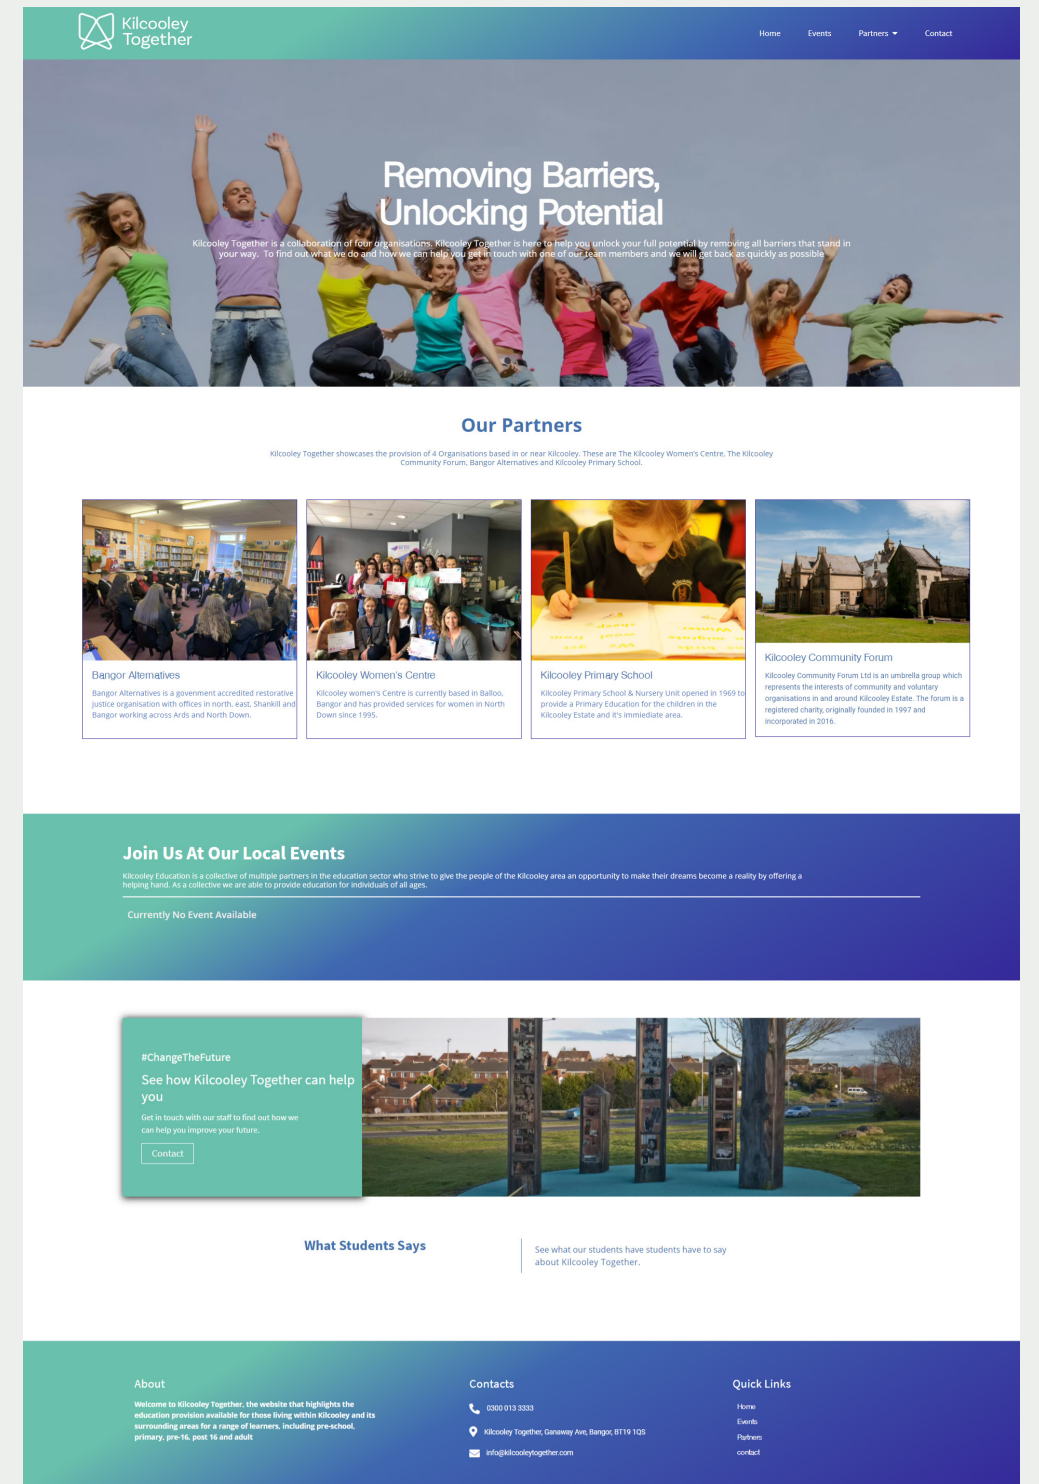 Kilcooley
Together
Home Events Partners Contact
Removing Barriers,
Unlocking Potential
Kilcooley Together is a collaboration of four organisations. Kilcooley Together is here to help you unlock your full potential by removing all barriers that stand in
your way. To find out what we do and how we can help you get in touch with one of our team members and we will get back as quickly as possible
Our Partners
Kilcooley Together showcases the provision of 4 Organisations based in or near Kilcooley. These are The Kilcooley Women's Centre, The Kilcooley
Community Forum, Bangor Alternatives and Kilcooley Primary School.
Bangor Alternatives
Bangor Alternatives is a government accredited restorative
justice organisation with offices in north, east, Shankill and
Bangor working across Ards and North Down.
Kilcooley Women's Centre
Kilcooley women's Centre is currently based in Balloo,
Bangor and has provided services for women in North
Down since 1995.
Kilcooley Primary School
Kilcooley Primary School & Nursery Unit opened in 1969 to
provide a Primary Education for the children in the
Kilcooley Estate and it's immiediate area.
Kilcooley Community Forum
Kilcooley Community Forum Ltd is an umbrella group which
represents the interests of community and voluntary
organisations in and around Kilcooley Estate. The forum is a
registered charity, originally founded in 1997 and
incorporated in 2016.
Join Us At Our Local Events
Kilcooley Education is a collective of multiple partners in the education sector who strive to give the people of the Kilcooley area an opportunity to make their dreams become a reality by offering a
helping hand. As a collective we are able to provide education for individuals of all ages.
Currently No Event Available
#ChangeTheFuture
See how Kilcooley Together can help
you
Get in touch with our staff to find out how we
can help you improve your future.
Contact
What Students Says
See what our students have students have to say
about Kilcooley Together.
About
Welcome to Kilcooley Together, the website that highlights the
education provision available for those living within Kilcooley and its
surrounding areas for a range of learners, including pre-school,
primary, pre-16, post 16 and adult
Contacts
0300 013 3333
Kilcooley Together, Ganaway Ave, Bangor, BT19 1QS
info@kilcooleytogether.com
Quick Links
Home
Events
Partners
contact